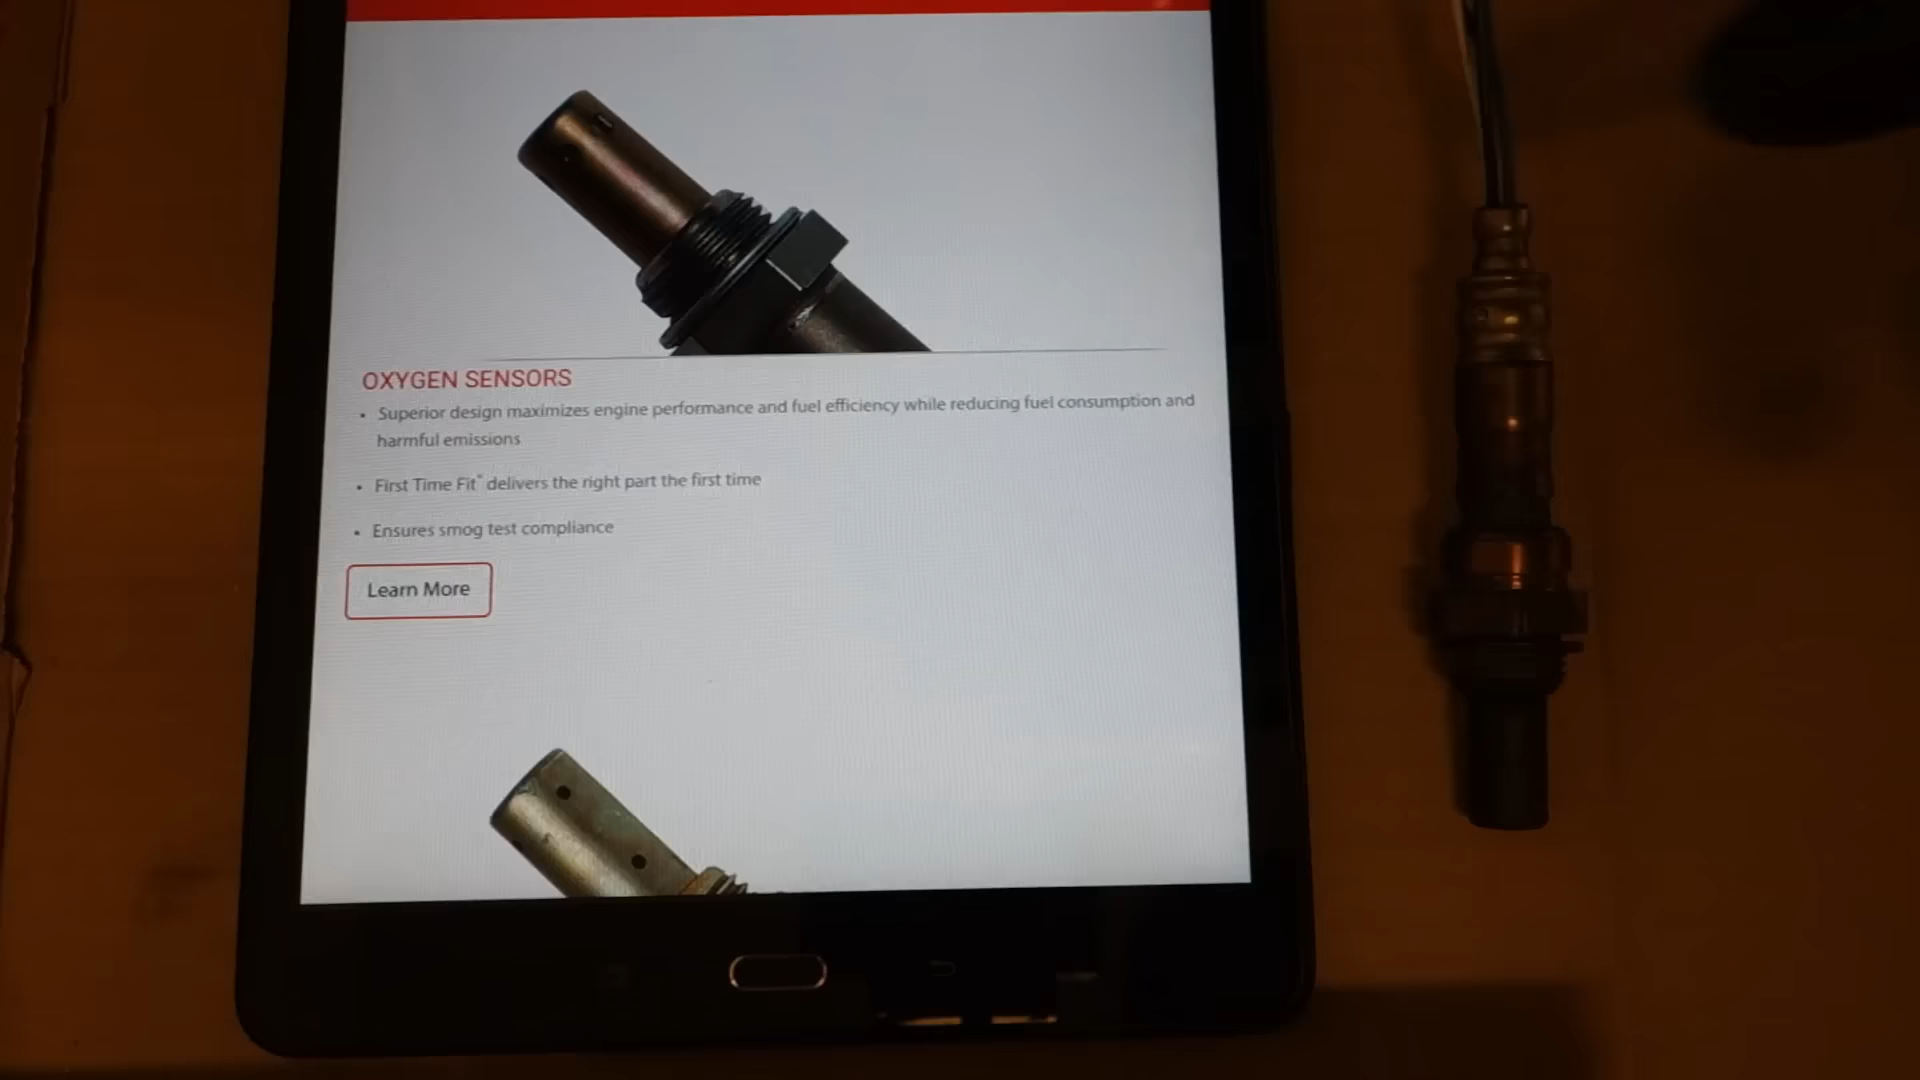 OXYGEN SENSORS
• Superior design maximizes engine performance and fuel efficiency while reducing fuel consumption and
harmful emissions
• First Time Fit® delivers the right part the first time
• Ensures smog test compliance
Learn More